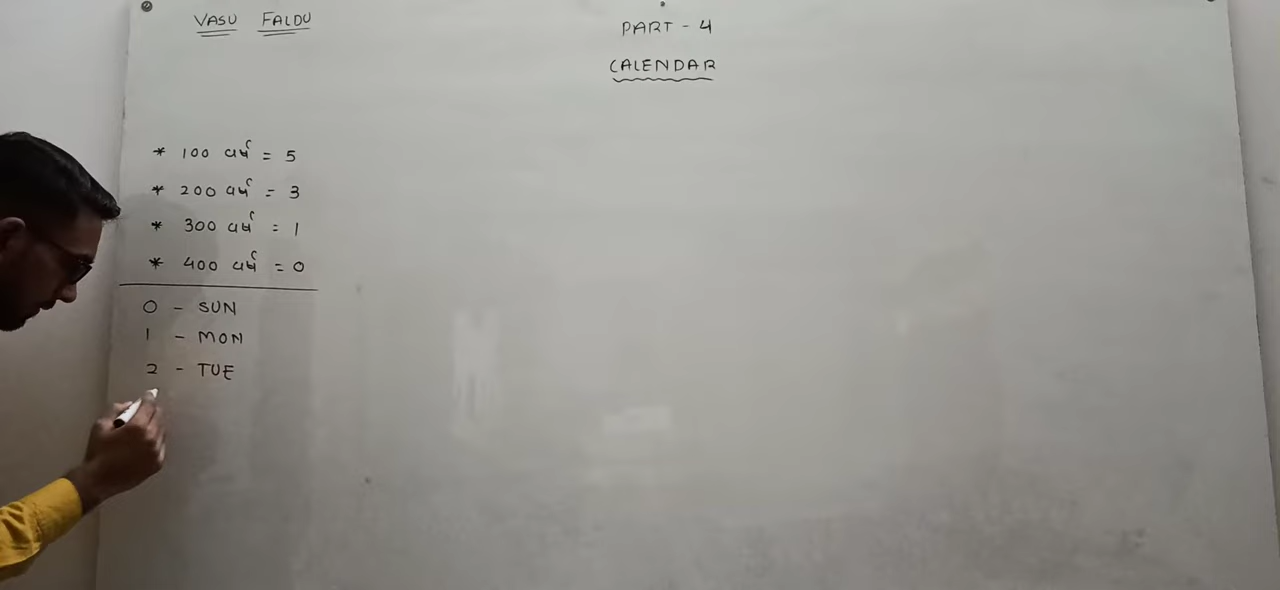 VASU FALDU
PART - 4
CALENDAR
* 100 વર્ષ = 5
* 200 વર્ષ = 3
* 300 વર્ષ = 1
* 400 વર્ષ = 0
0 - SUN
1 - MON
2 - TUE